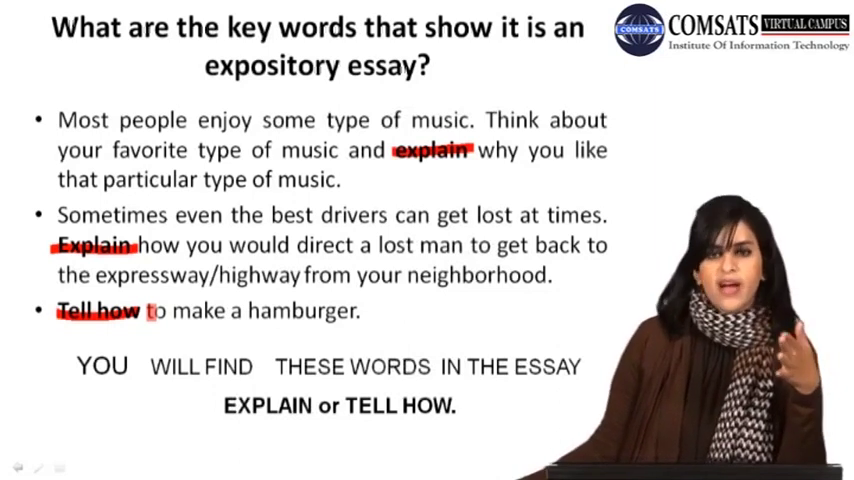 What are the key words that show it is an
expository essay?
COMSATS
COMSATS VIRTUAL CAMPUS
Institute Of Information Technology
• Most people enjoy some type of music. Think about
your favorite type of music and explain why you like
that particular type of music.
• Sometimes even the best drivers can get lost at times.
Explain how you would direct a lost man to get back to
the expressway/highway from your neighborhood.
• Tell how to make a hamburger.
YOU WILL FIND THESE WORDS IN THE ESSAY
EXPLAIN or TELL HOW.